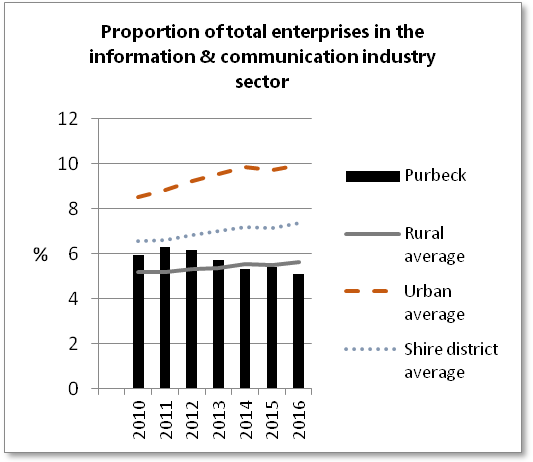 Proportion of total enterprises in the
information & communication industry
sector
12
10
8
6
4
2
0
%
2010
2011
2012
2013
2014
2015
2016
Purbeck
Rural
average
Urban
average
Shire district
average